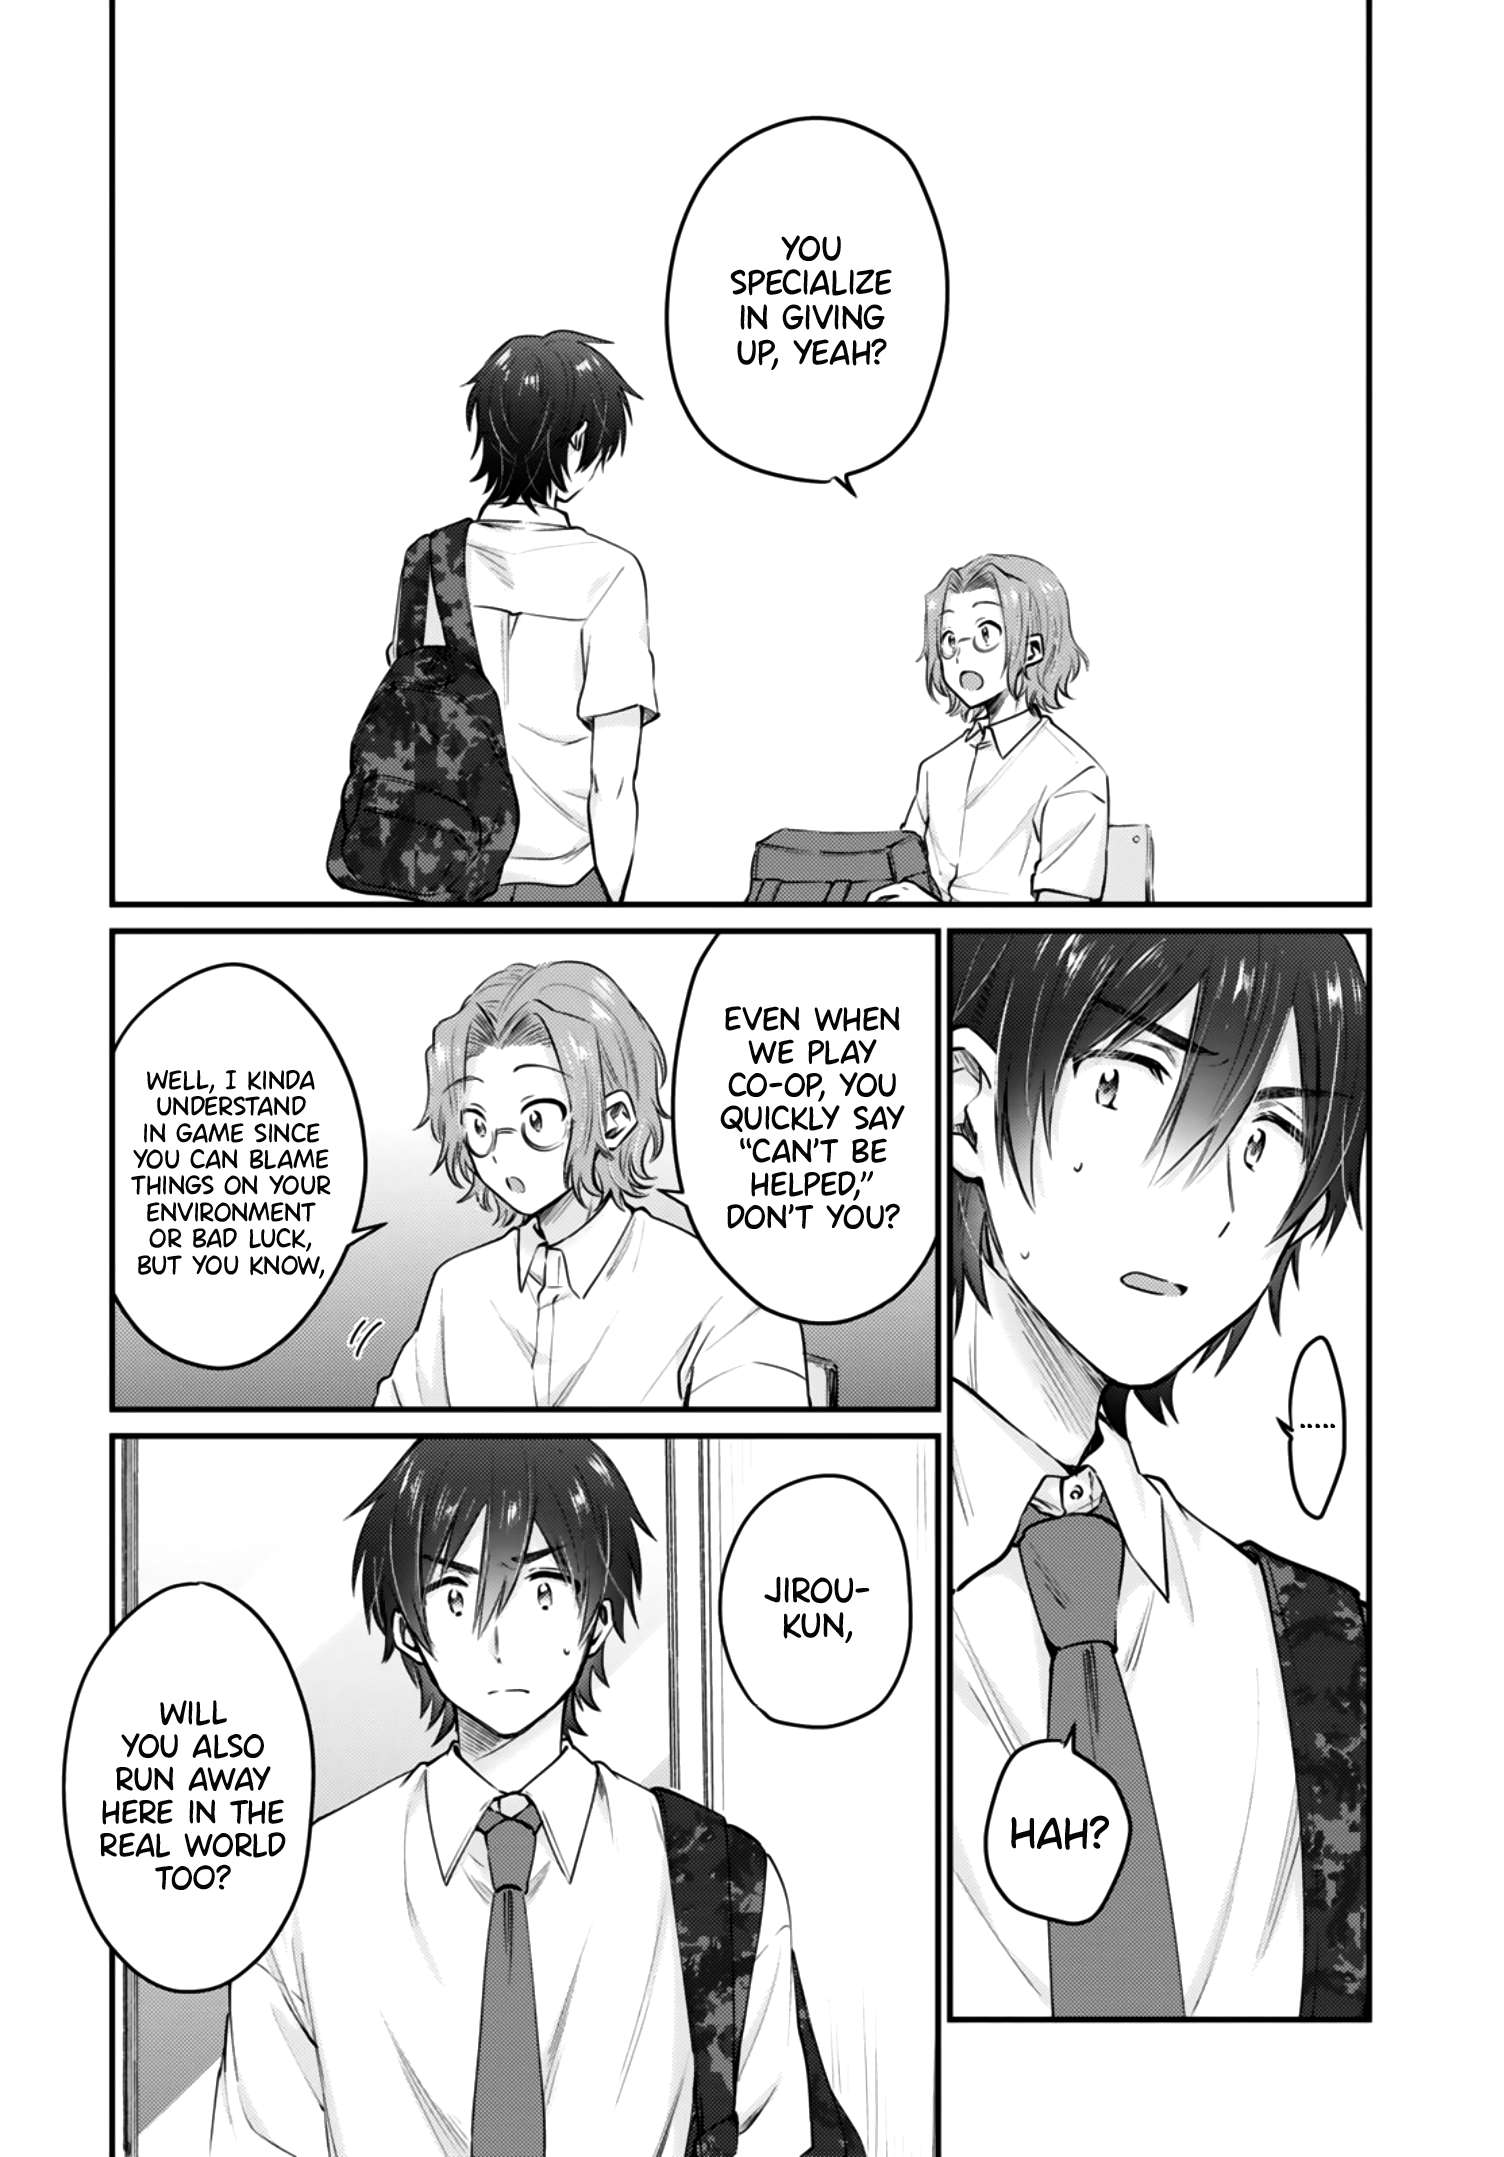 YOU
SPECIALIZE
IN GIVING
UP, YEAH?
.....
HAH?
EVEN WHEN
WE PLAY
CO-OP, YOU
QUICKLY SAY
"CAN'T BE
HELPED,"
DON'T YOU?
WELL, I KINDA
UNDERSTAND
IN GAME SINCE
YOU CAN BLAME
THINGS ON YOUR
ENVIRONMENT
OR BAD LUCK,
BUT YOU KNOW,
JIROU-
KUN,
WILL
YOU ALSO
RUN AWAY
HERE IN THE
REAL WORLD
TOO?